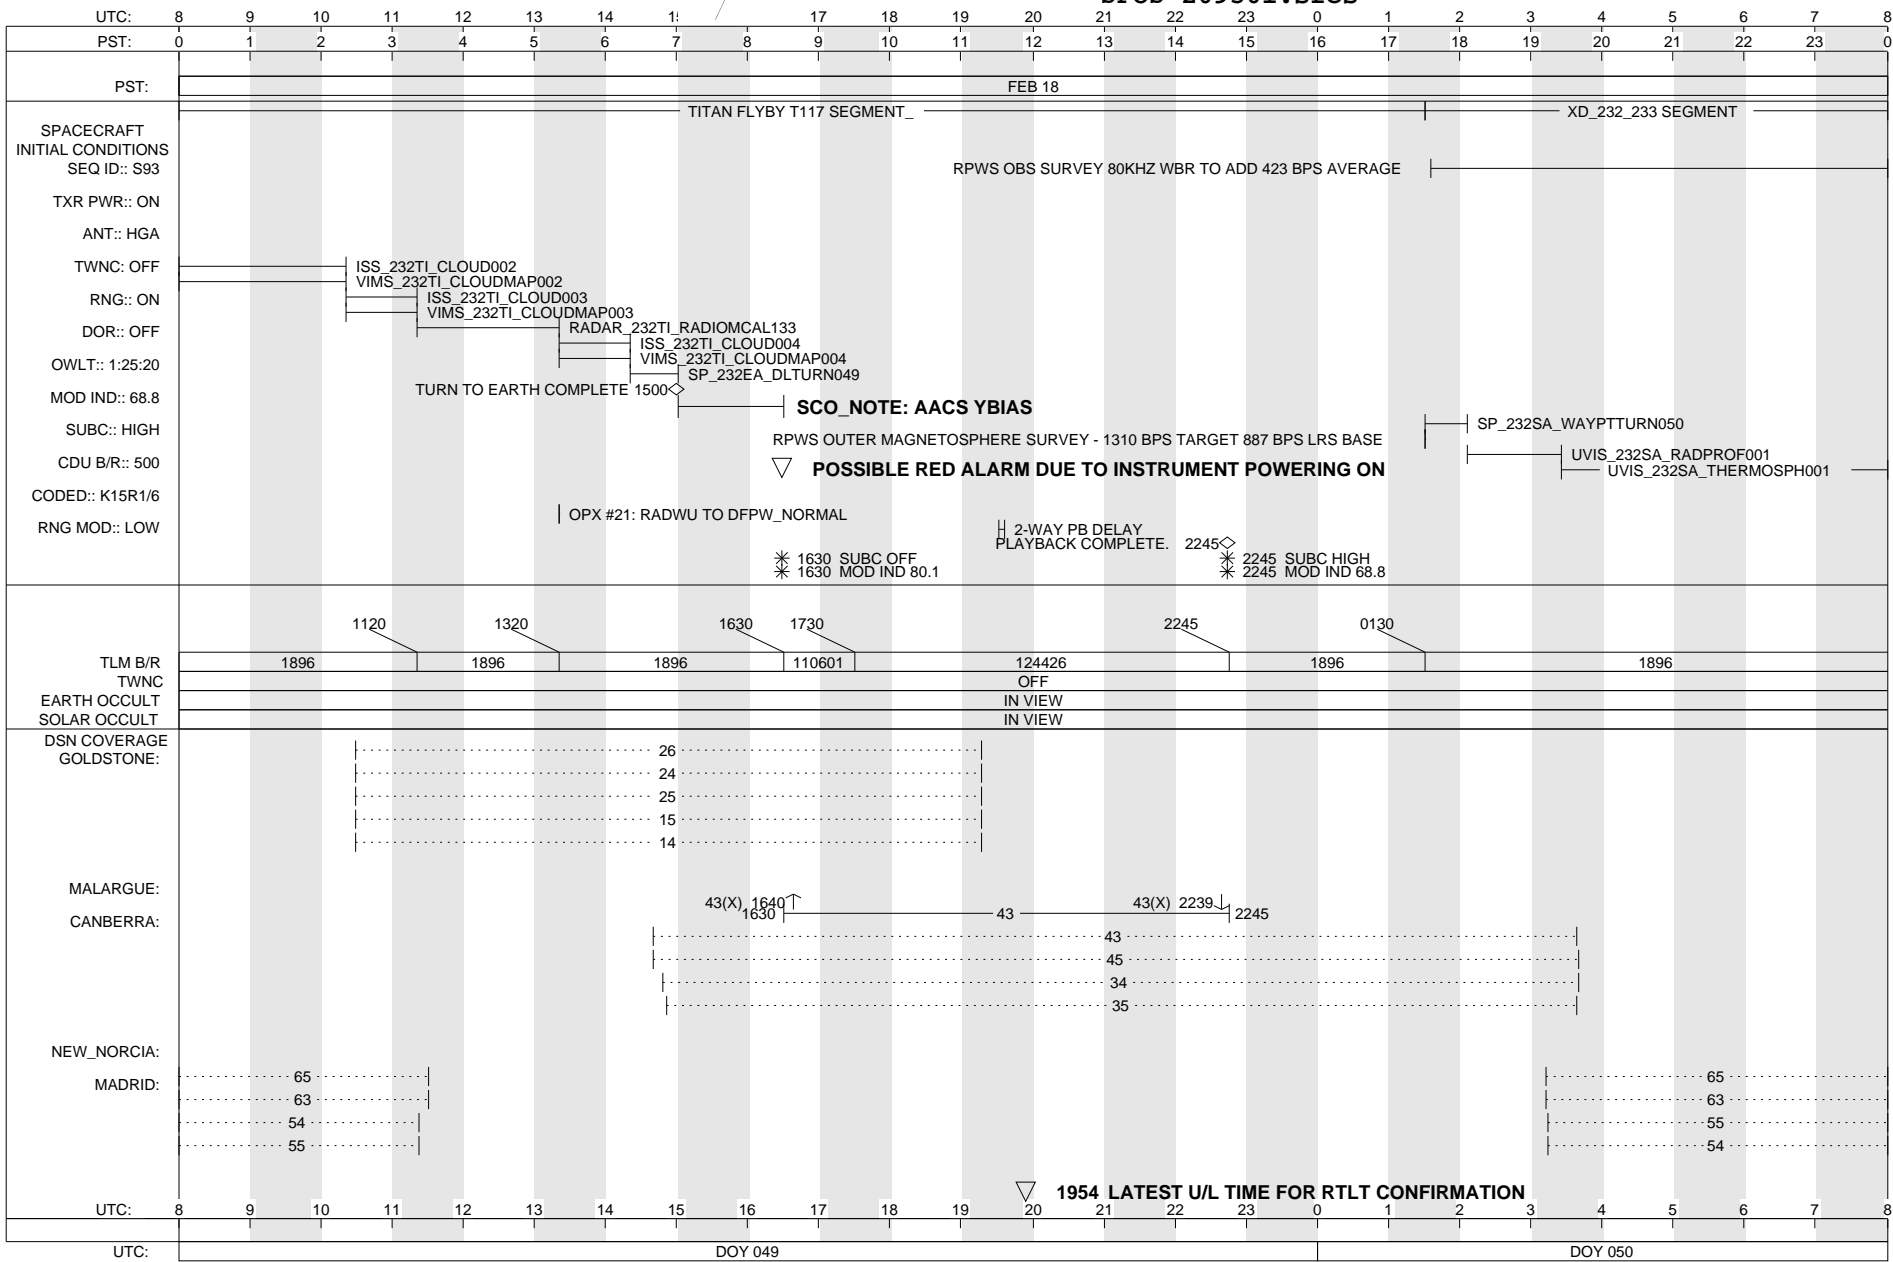 UTC: 8 9 10 11 12 13 14 17 18 19 20 21 22 23 0 1 2 3 4 5 6 7 8
PST: 0 1 2 3 4 5 6 7 8 9 10 11 12 13 14 15 16 17 18 19 20 21 22 23 0
PST: FEB 18
TITAN FLYBY T117 SEGMENT_ XD_232_233 SEGMENT
SPACECRAFT
INITIAL CONDITIONS
SEQ ID:: S93 RPWS OBS SURVEY 80KHZ WBR TO ADD 423 BPS AVERAGE
TXR PWR:: ON
ANT:: HGA
TWNC: OFF ISS_232TI_CLOUD002
VIMS_232TI_CLOUDMAP002
RNG:: ON ISS_232TI_CLOUD003
VIMS_232TI_CLOUDMAP003
DOR:: OFF RADAR_232TI_RADIOMCAL133
ISS_232TI_CLOUD004
OWLT:: 1:25:20 VIMS_232TI_CLOUDMAP004
SP_232EA_DLTURN049
TURN TO EARTH COMPLETE 1500
MOD IND:: 68.8 SCO_NOTE: AACS YBIAS
SUBC:: HIGH SP_232SA_WAYPTTURN050
RPWS OUTER MAGNETOSPHERE SURVEY - 1310 BPS TARGET 887 BPS LRS BASE
UVIS_232SA_RADPROF001
CDU B/R:: 500 POSSIBLE RED ALARM DUE TO INSTRUMENT POWERING ON UVIS_232SA_THERMOSPH001
CODED:: K15R1/6
OPX #21: RADWU TO DFPW_NORMAL
RNG MOD:: LOW 2-WAY PB DELAY
PLAYBACK COMPLETE. 2245
1630 SUBC OFF 2245 SUBC HIGH
1630 MOD IND 80.1 2245 MOD IND 68.8
1120 1320 1630 1730 2245 0130
TLM B/R 1896 1896 1896 110601 124426 1896 1896
TWNC OFF
EARTH OCCULT IN VIEW
SOLAR OCCULT IN VIEW
DSN COVERAGE
GOLDSTONE: 26
24
25
15
14
MALARGUE:
43(X) 1640 43(X) 2239
CANBERRA: 1630 43 2245
43
45
34
35
NEW_NORCIA:
MADRID: 65 65
63 63
54 55
55 54
1954 LATEST U/L TIME FOR RTLT CONFIRMATION
UTC: 8 9 10 11 12 13 14 15 16 17 18 19 20 21 22 23 0 1 2 3 4 5 6 7 8
UTC: DOY 049 DOY 050